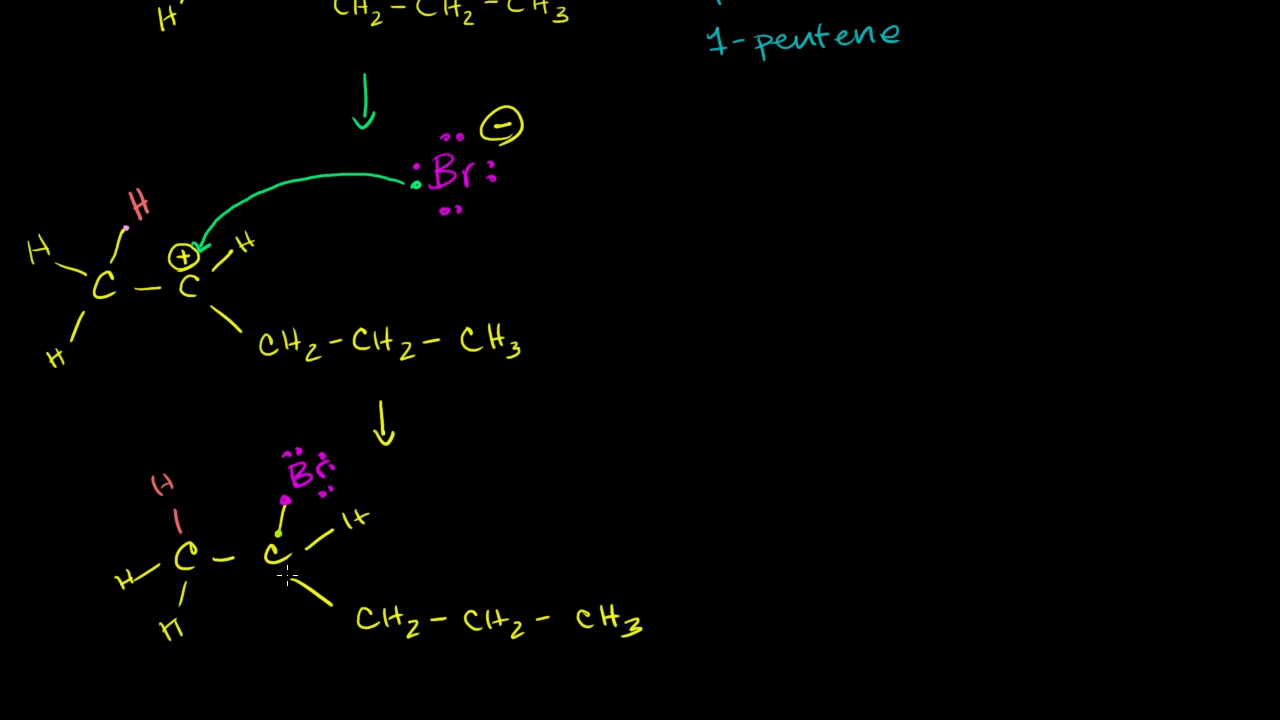 H
CH2 - CH2 - CH3
1-pentene
−
:Br:
H
H + H
C - C
H
CH2 - CH2 - CH3
Br
H
H
C - C
H
H
CH2 - CH2 - CH3